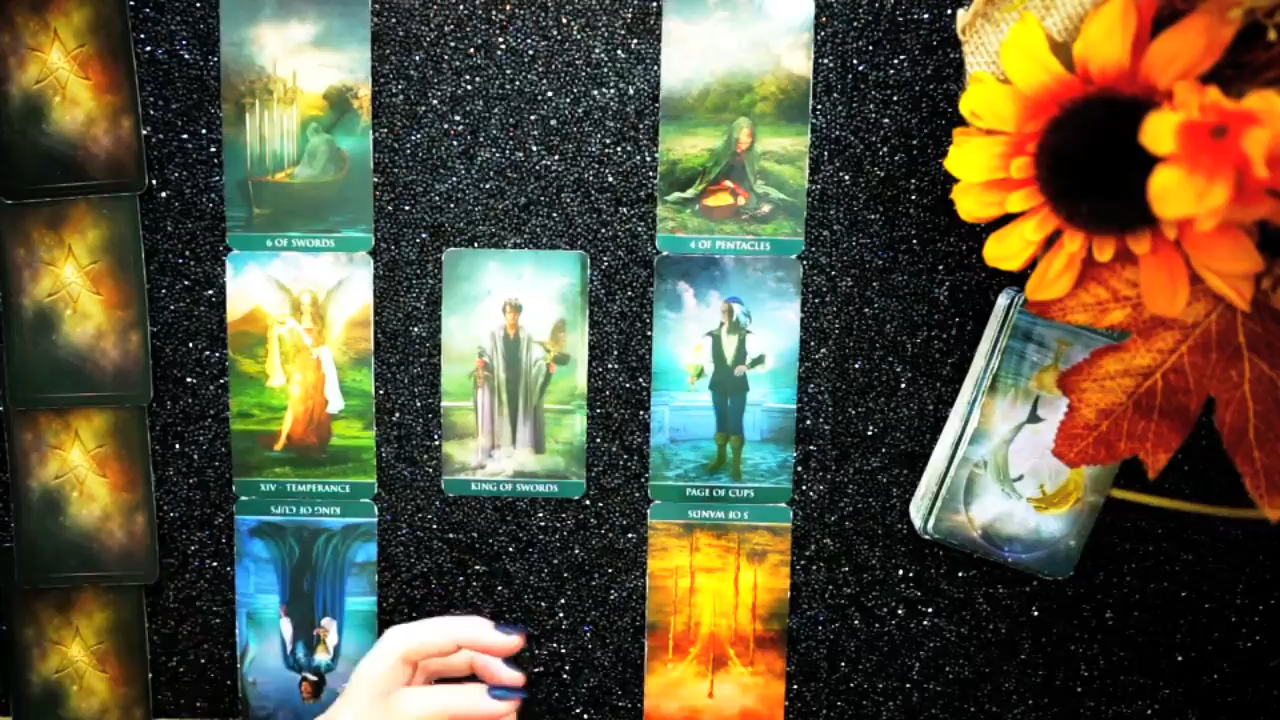 6 OF SWORDS
4 OF PENTACLES
XIV - TEMPERANCE
KING OF SWORDS
PAGE OF CUPS
KING OF CUPS
5 OF WANDS